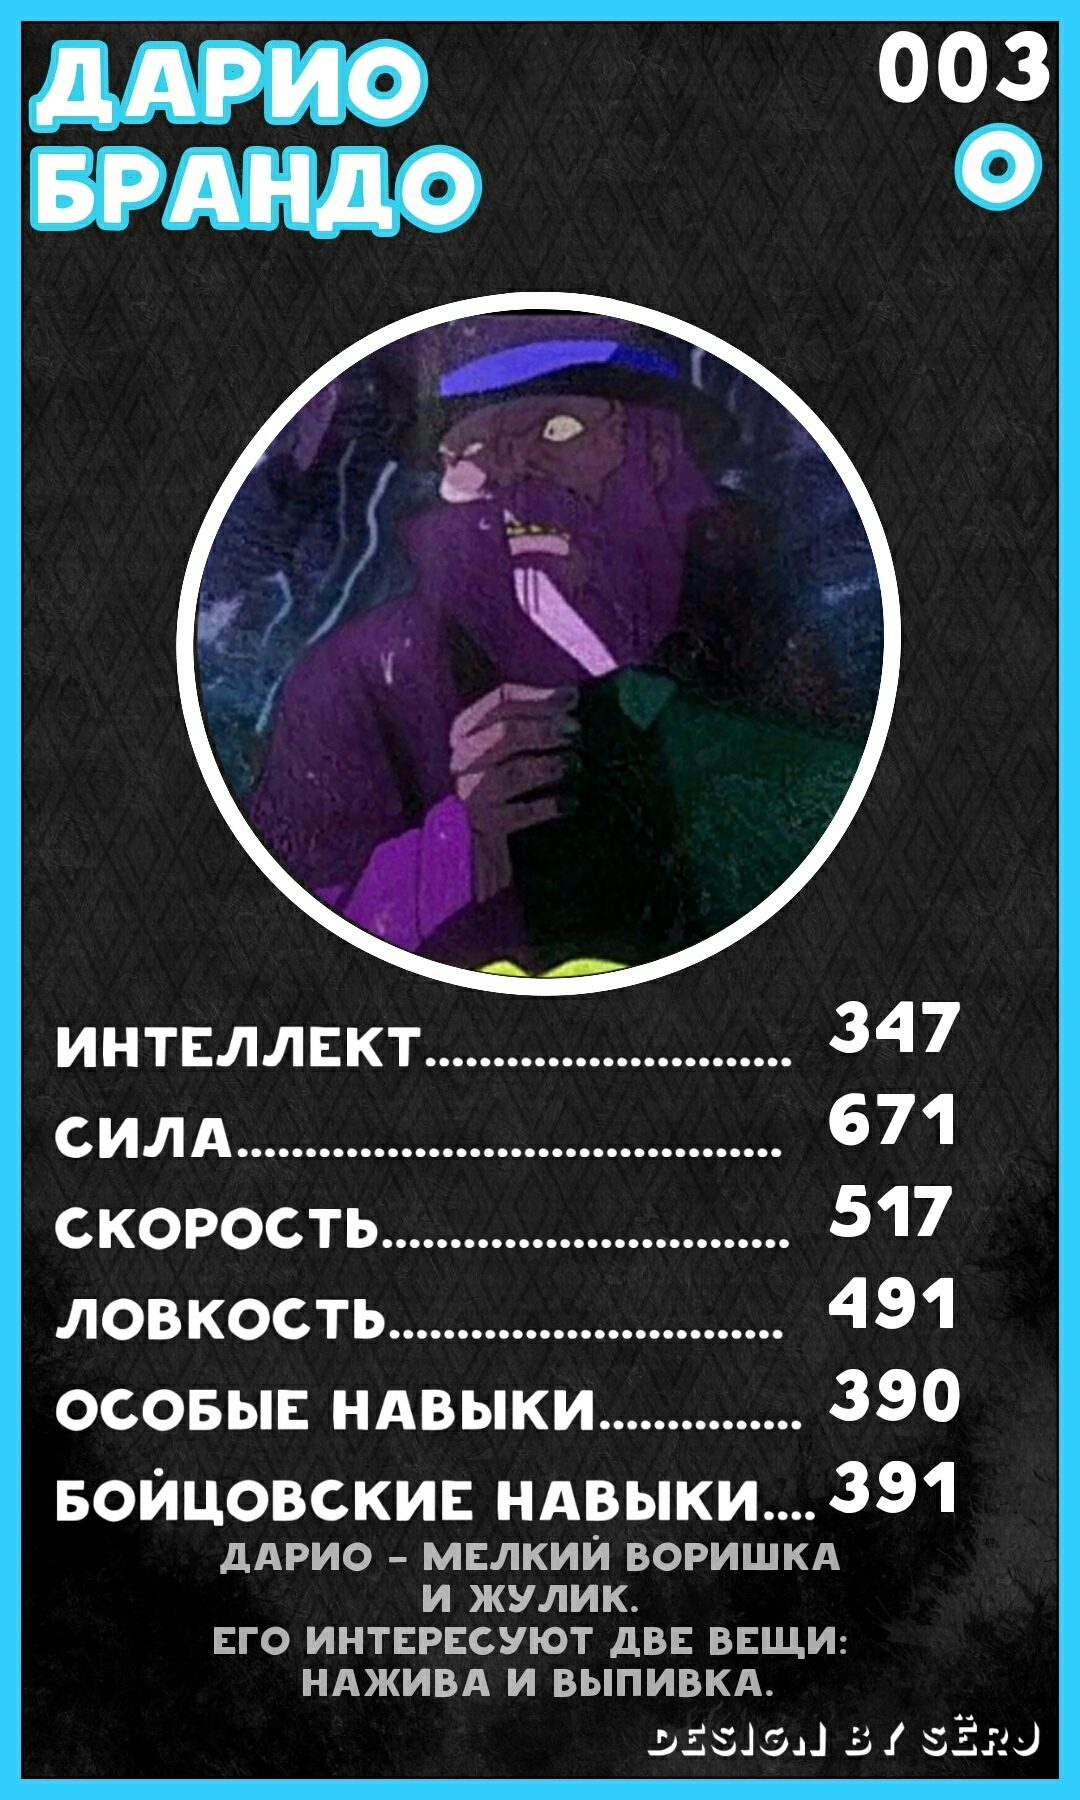 ДАРИО
БРАНДО
003
О
ИНТЕЛЛЕКТ........................... 347
СИЛА........................................ 671
СКОРОСТЬ.............................. 517
ЛОВКОСТЬ............................. 491
ОСОБЫЕ НАВЫКИ............... 390
БОЙЦОВСКИЕ НАВЫКИ.... 391
ДАРИО – МЕЛКИЙ ВОРИШКА
И ЖУЛИК.
ЕГО ИНТЕРЕСУЮТ ДВЕ ВЕЩИ:
НАЖИВА И ВЫПИВКА.
DESIGN BY SЁRJ